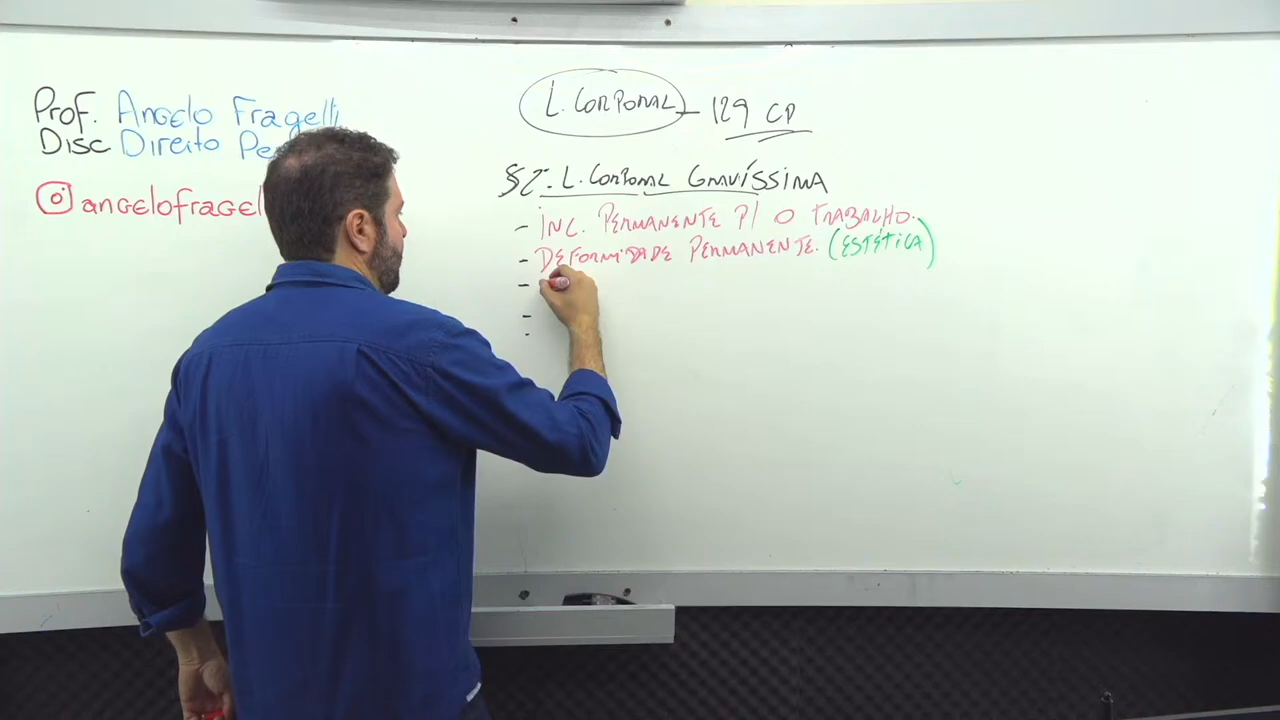 Prof. Angelo Fragelli
Disc Direito Pe
angelofragel
L. CORPORAL - 129 CP
§2º. L. CORPORAL GRAVÍSSIMA
- INC. PERMANENTE P/ O TRABALHO.
- DEFORMIDADE PERMANENTE. (ESTÉTICA)